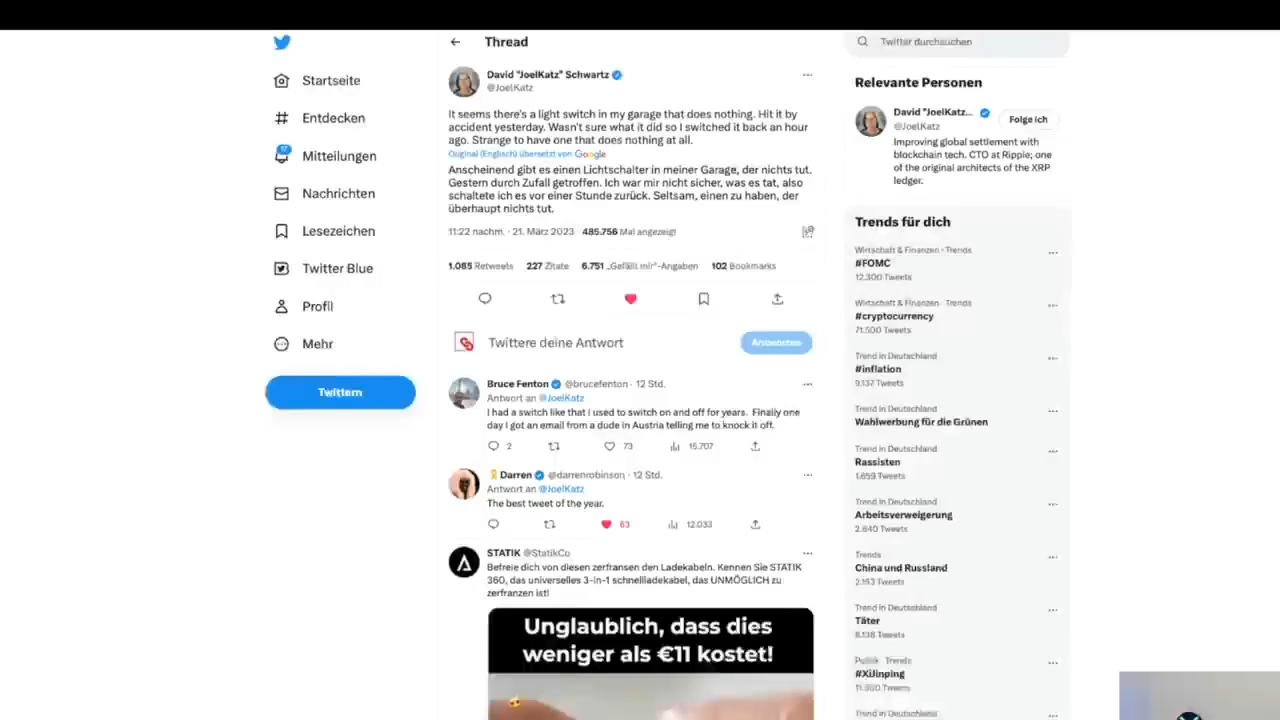 Startseite
Entdecken
17
Mitteilungen
Nachrichten
Lesezeichen
Twitter Blue
Profil
Mehr
Twittern
Thread
David "JoelKatz" Schwartz
@JoelKatz
It seems there's a light switch in my garage that does nothing. Hit it by
accident yesterday. Wasn't sure what it did so I switched it back an hour
ago. Strange to have one that does nothing at all.
Original (Englisch) übersetzt von Google
Anscheinend gibt es einen Lichtschalter in meiner Garage, der nichts tut.
Gestern durch Zufall getroffen. Ich war mir nicht sicher, was es tat, also
schaltete ich es vor einer Stunde zurück. Seltsam, einen zu haben, der
überhaupt nichts tut.
11:22 nachm. · 21. März 2023 · 485.756 Mal angezeigt
1.085 Retweets 227 Zitate 6.751 „Gefällt mir"-Angaben 102 Bookmarks
Twittere deine Antwort
Antworten
Bruce Fenton @brucefenton · 12 Std.
Antwort an @JoelKatz
I had a switch like that I used to switch on and off for years. Finally one
day I got an email from a dude in Austria telling me to knock it off.
2 73 15.707
Darren @darrenrobinson · 12 Std.
Antwort an @JoelKatz
The best tweet of the year.
63 12.033
STATIK @StatikCo
Befreie dich von diesen zerfransen den Ladekabeln. Kennen Sie STATIK
360, das universelles 3-in-1 schnellladekabel, das UNMÖGLICH zu
zerfranzen ist!
Unglaublich, dass dies
weniger als €11 kostet!
Twitter durchsuchen
Relevante Personen
David "JoelKatz...
@JoelKatz
Folge ich
Improving global settlement with
blockchain tech. CTO at Ripple; one
of the original architects of the XRP
ledger.
Trends für dich
Wirtschaft & Finanzen · Trends
#FOMC
12.300 Tweets
Wirtschaft & Finanzen · Trends
#cryptocurrency
71.500 Tweets
Trend in Deutschland
#inflation
9.137 Tweets
Trend in Deutschland
Wahlwerbung für die Grünen
Trend in Deutschland
Rassisten
1.659 Tweets
Trend in Deutschland
Arbeitsverweigerung
2.640 Tweets
Trends
China und Russland
2.153 Tweets
Trend in Deutschland
Täter
8.138 Tweets
Politik · Trends
#XiJinping
Tweets
Trend in Deutschland